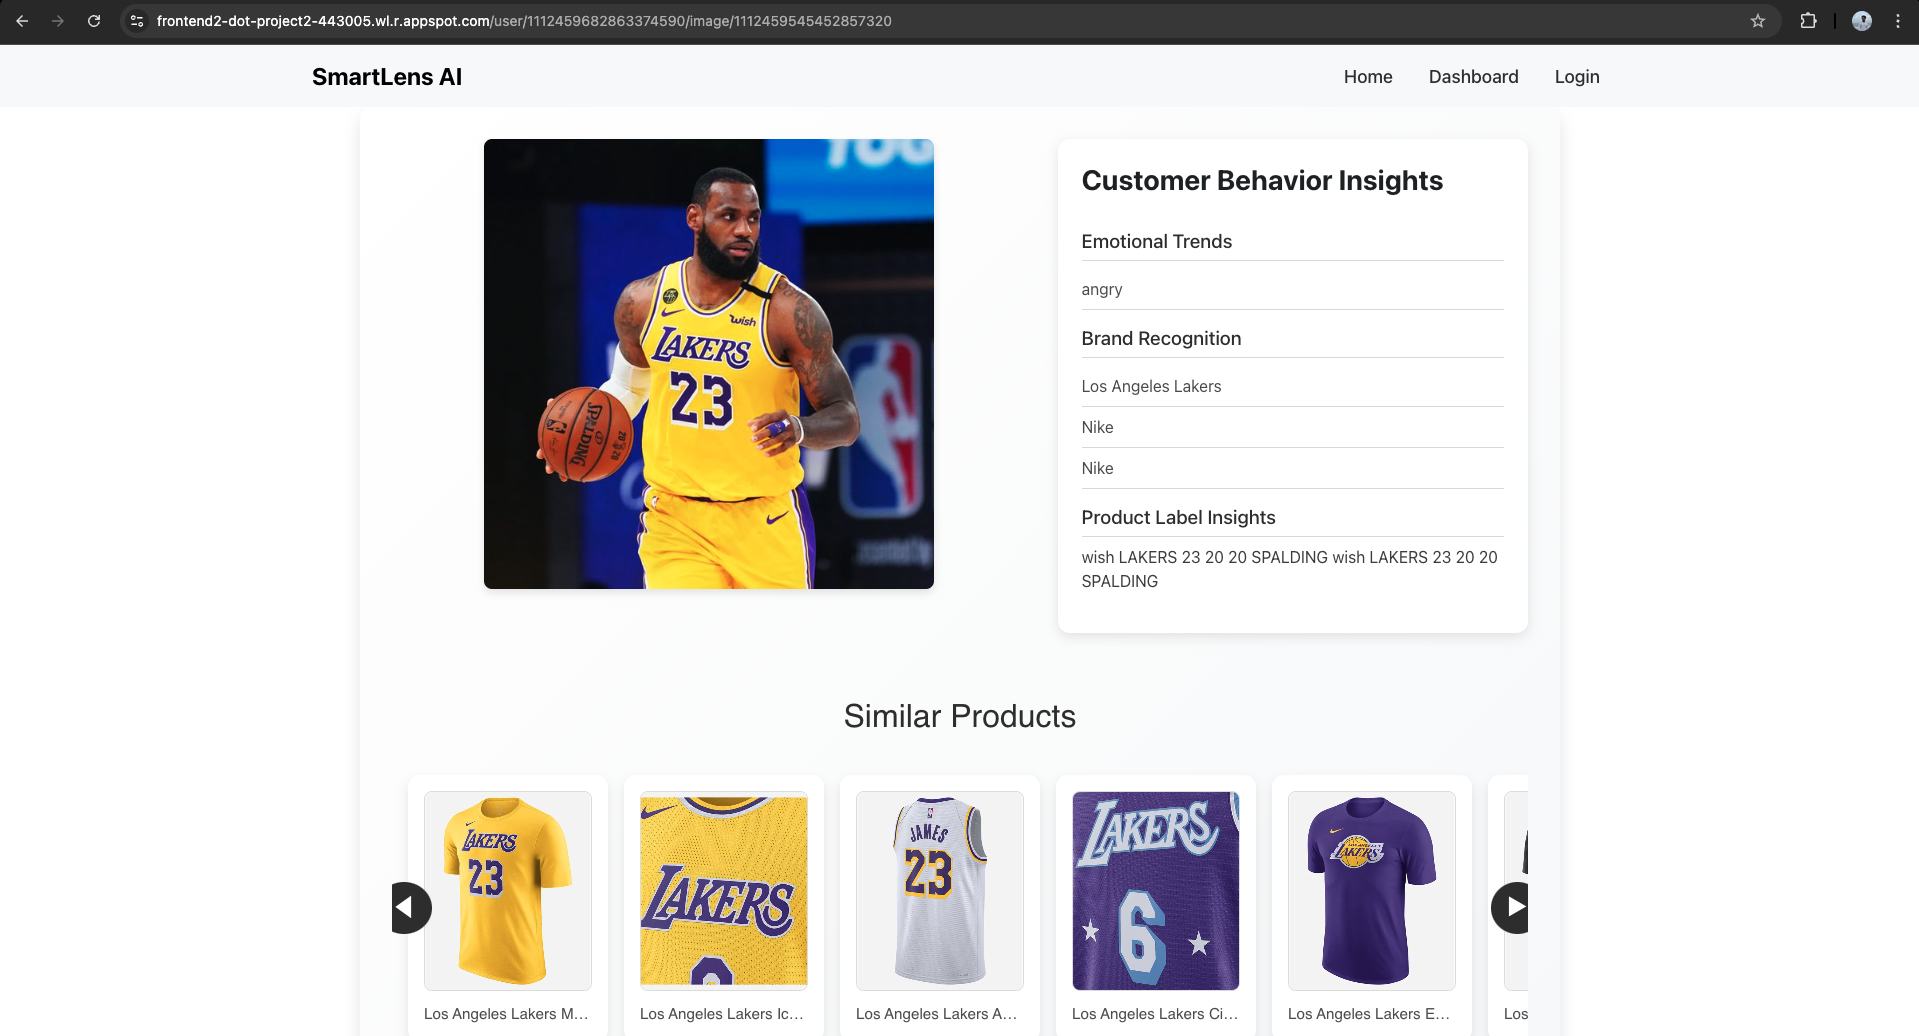 frontend2-dot-project2-443005.wl.r.appspot.com/user/1112459682863374590/image/1112459545452857320
SmartLens AI
Home
Dashboard
Login
wish
LAKERS
23
SPALDING
20
20
Customer Behavior Insights
Emotional Trends
angry
Brand Recognition
Los Angeles Lakers
Nike
Nike
Product Label Insights
wish LAKERS 23 20 20 SPALDING wish LAKERS 23 20 20
SPALDING
Similar Products
LAKERS
23
LAKERS
JAMES
23
LAKERS
6
LAKERS
Los Angeles Lakers M...
Los Angeles Lakers Ic...
Los Angeles Lakers A...
Los Angeles Lakers Ci...
Los Angeles Lakers E...
Los